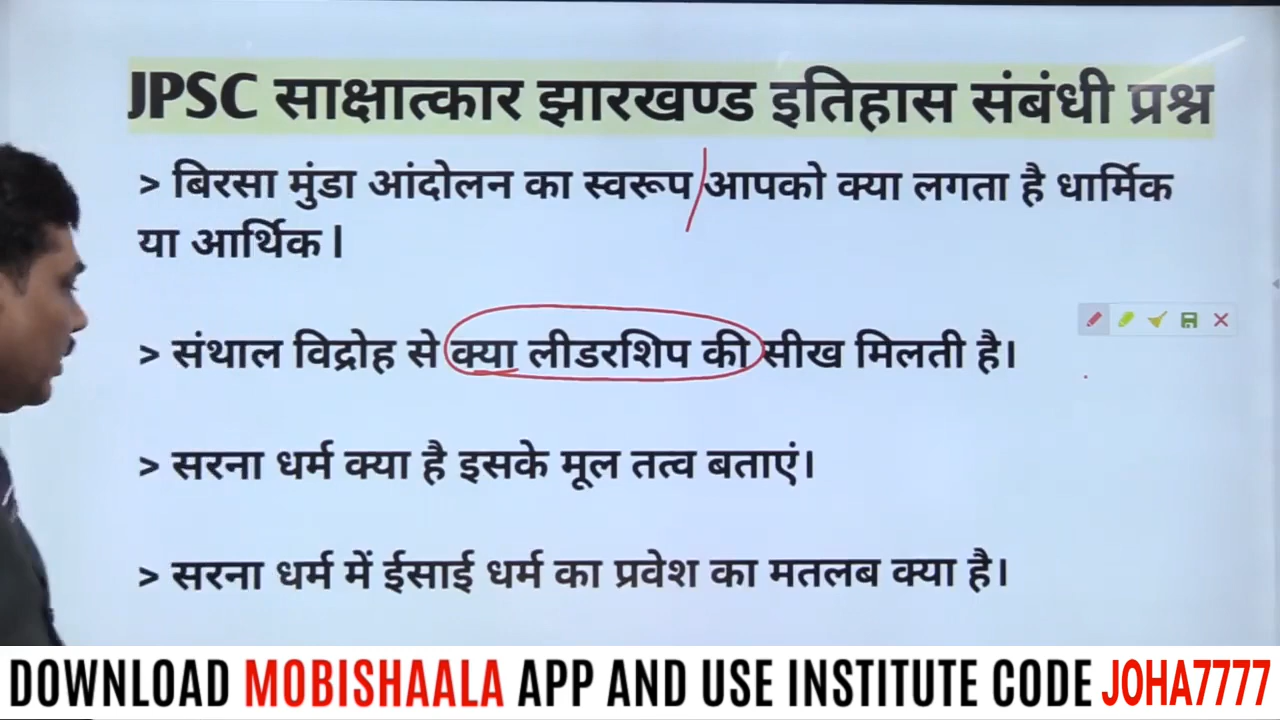 JPSC साक्षात्कार झारखण्ड इतिहास संबंधी प्रश्न
> बिरसा मुंडा आंदोलन का स्वरूप आपको क्या लगता है धार्मिक
या आर्थिक l
> संथाल विद्रोह से क्या लीडरशिप की सीख मिलती है।
> सरना धर्म क्या है इसके मूल तत्व बताएं।
> सरना धर्म में ईसाई धर्म का प्रवेश का मतलब क्या है।
DOWNLOAD MOBISHAALA APP AND USE INSTITUTE CODE JOHA7777